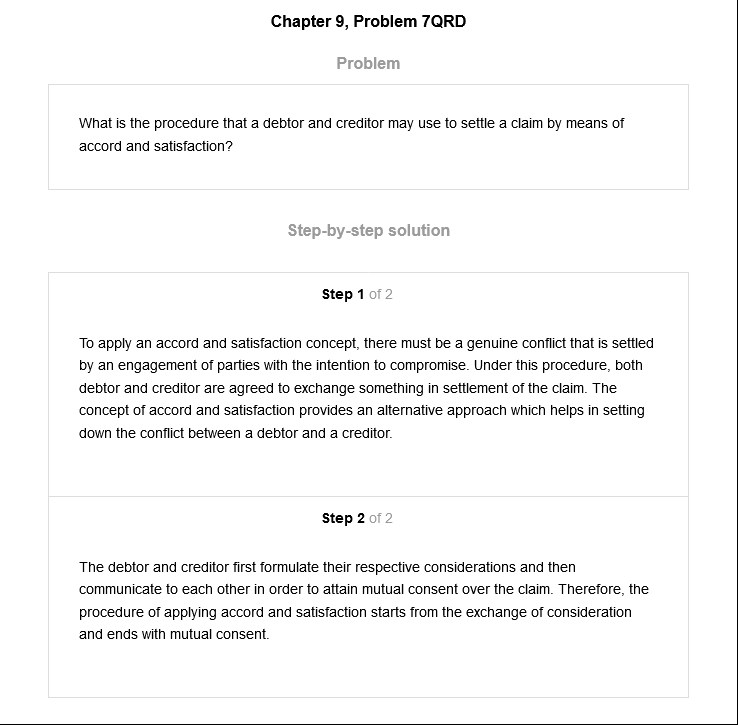 Chapter 9, Problem 7QRD
Problem
What is the procedure that a debtor and creditor may use to settle a claim by means of
accord and satisfaction?
Step-by-step solution
Step 1 of 2
To apply an accord and satisfaction concept, there must be a genuine conflict that is settled
by an engagement of parties with the intention to compromise. Under this procedure, both
debtor and creditor are agreed to exchange something in settlement of the claim. The
concept of accord and satisfaction provides an alternative approach which helps in setting
down the conflict between a debtor and a creditor.
Step 2 of 2
The debtor and creditor first formulate their respective considerations and then
communicate to each other in order to attain mutual consent over the claim. Therefore, the
procedure of applying accord and satisfaction starts from the exchange of consideration
and ends with mutual consent.